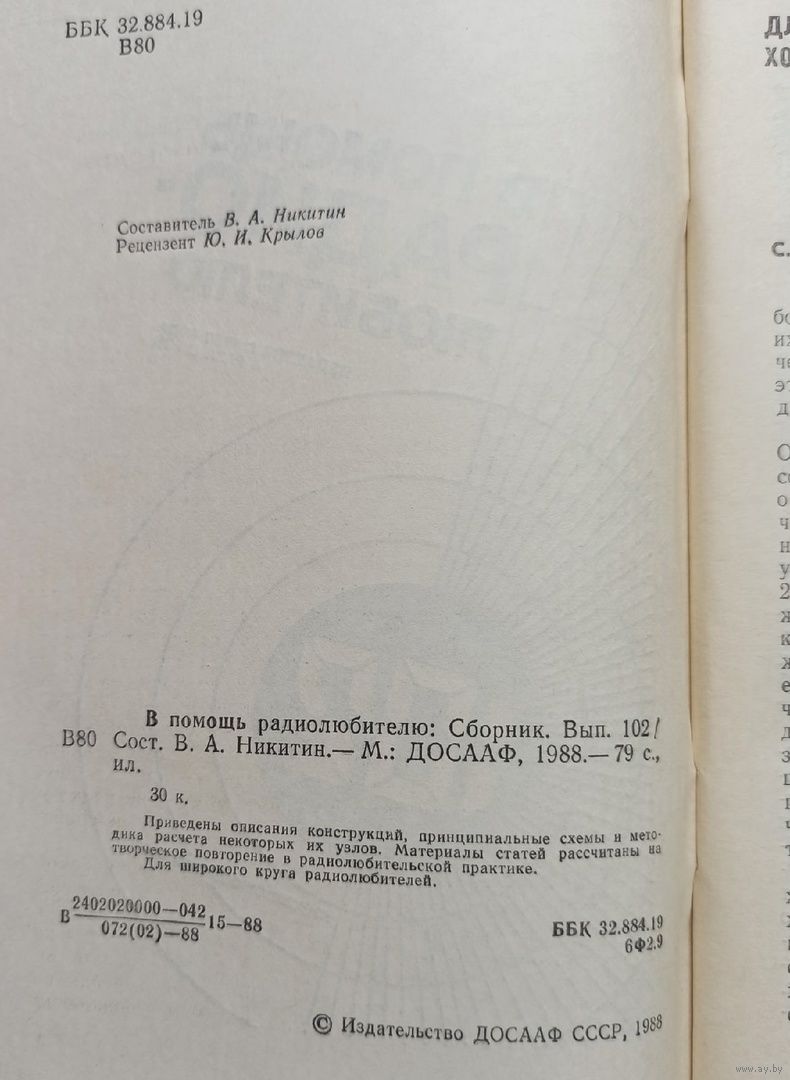 ББК 32.884.19
В80
Составитель В. А. Никитин
Рецензент Ю. И. Крылов
В помощь радиолюбителю: Сборник. Вып. 102/
В80 Сост. В. А. Никитин.— М.: ДОСААФ, 1988.— 79 с.,
ил.
30 к.
Приведены описания конструкций, принципиальные схемы и мето-
дика расчета некоторых их узлов. Материалы статей рассчитаны на
творческое повторение в радиолюбительской практике.
Для широкого круга радиолюбителей.
В 2402020000—042 15—88
072(02)—88
ББК 32.884.19
6Ф2.9
© Издательство ДОСААФ СССР, 1988
www.ay.by